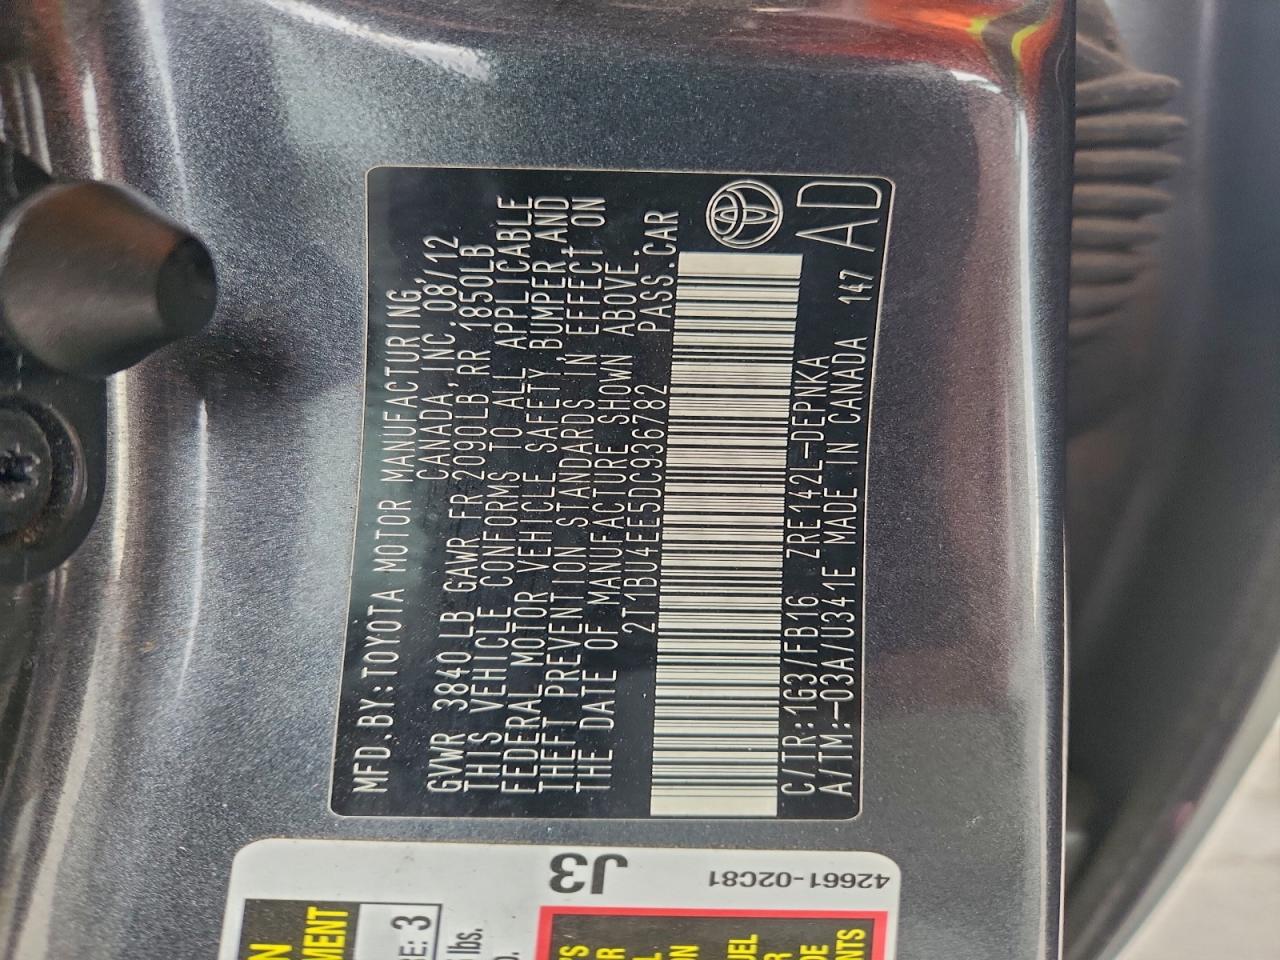 MFD.BY:TOYOTA MOTOR MANUFACTURING,
CANADA, INC. 08/12
GVWR 3840LB GAWR FR 2090LB RR 1850LB
THIS VEHICLE CONFORMS TO ALL APPLICABLE
FEDERAL MOTOR VEHICLE SAFETY, BUMPER, AND
THEFT PREVENTION STANDARDS IN EFFECT ON
THE DATE OF MANUFACTURE SHOWN ABOVE.
2T1BU4EE5DC936782 PASS.CAR
C/TR:1G3/FB16 ZRE142L-DEPNKA
A/TM:-03A/U341E MADE IN CANADA 147 AD
J3
42661-02C81
3
lbs.